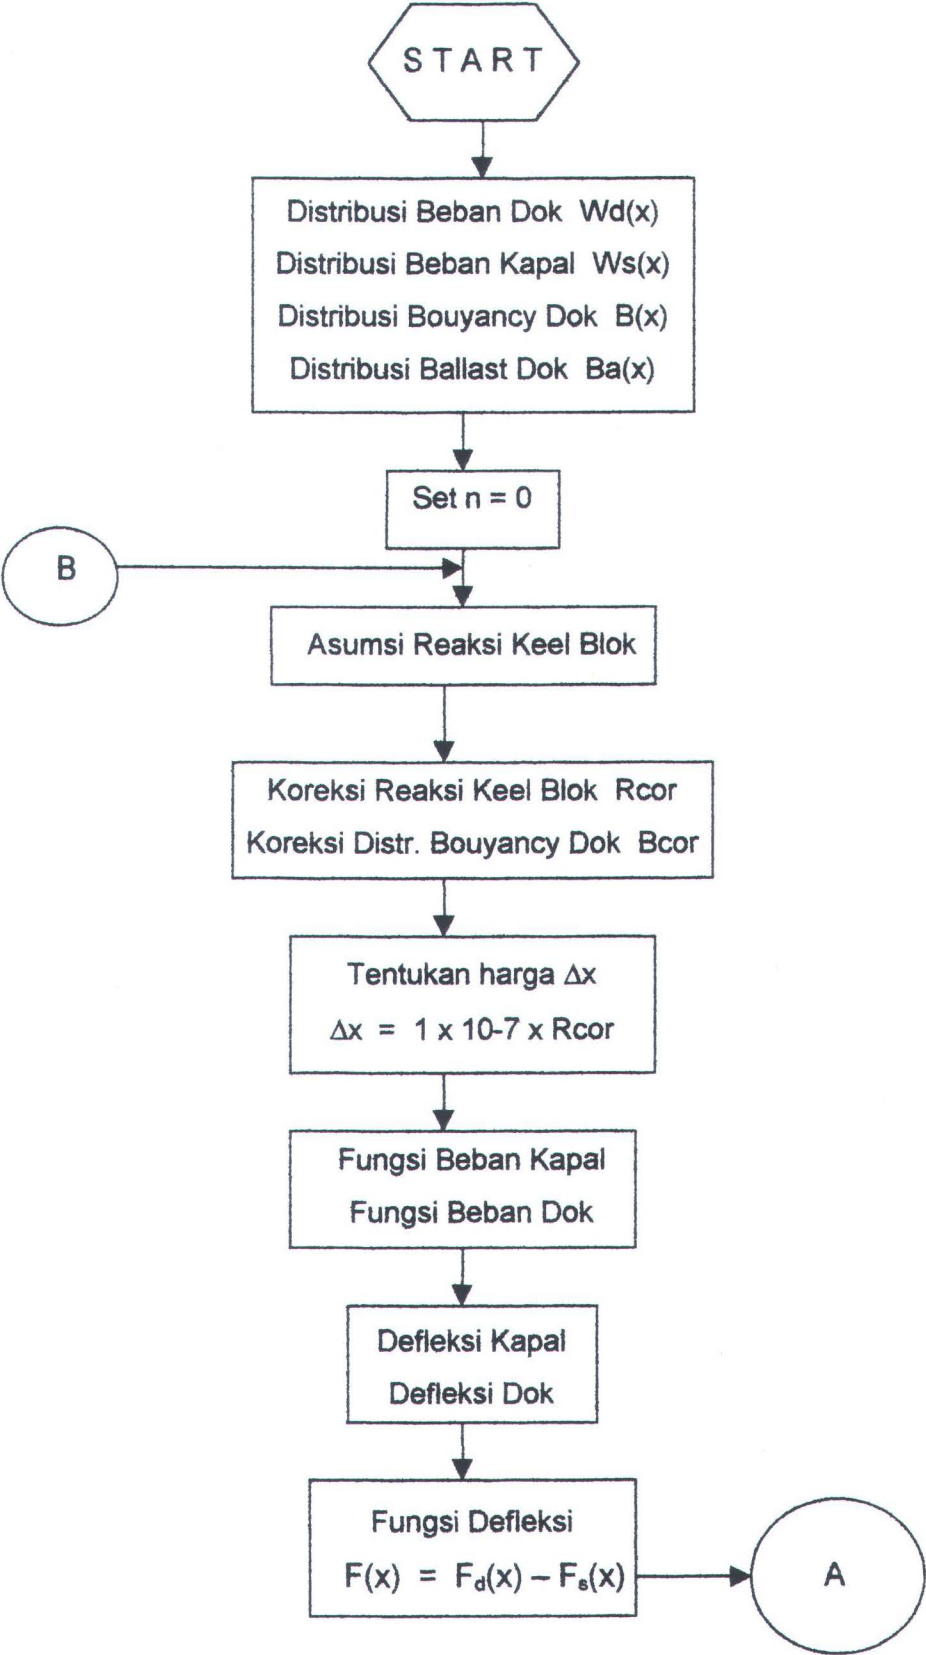 START
Distribusi Beban Dok Wd(x)
Distribusi Beban Kapal Ws(x)
Distribusi Bouyancy Dok B(x)
Distribusi Ballast Dok Ba(x)
Set n = 0
B
Asumsi Reaksi Keel Blok
Koreksi Reaksi Keel Blok Rcor
Koreksi Distr. Bouyancy Dok Bcor
Tentukan harga Δx
Δx = 1 x 10-7 x Rcor
Fungsi Beban Kapal
Fungsi Beban Dok
Defleksi Kapal
Defleksi Dok
Fungsi Defleksi
F(x) = Fd(x) – Fs(x)
A